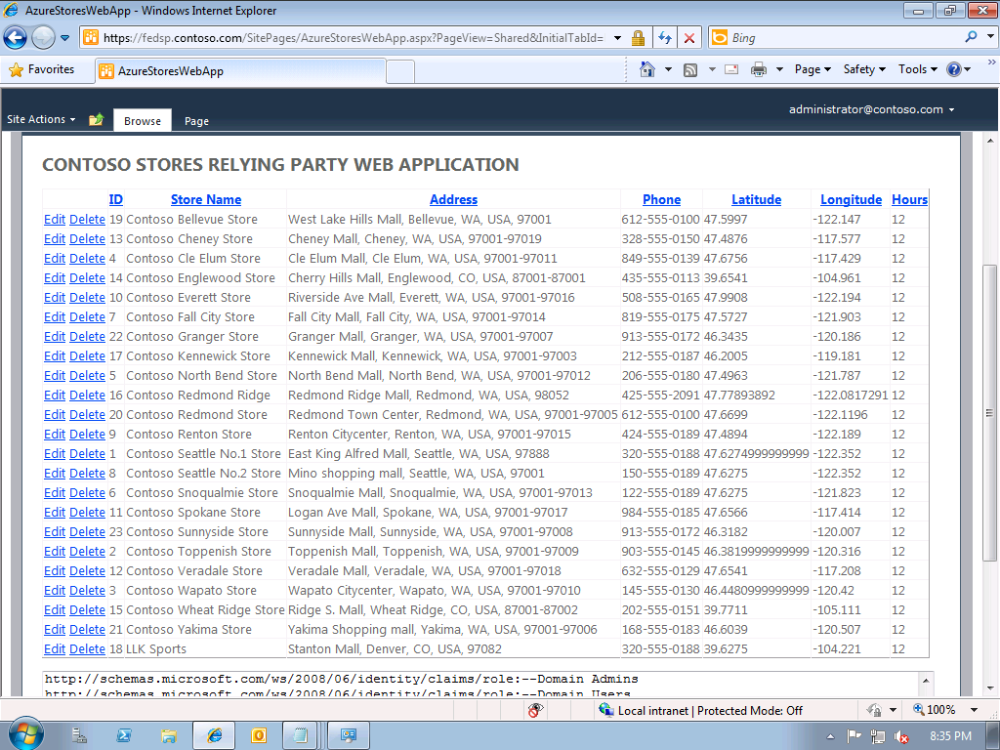 AzureStoresWebApp - Windows Internet Explorer
https://fedsp.contoso.com/SitePages/AzureStoresWebApp.aspx?PageView=Shared&InitialTabId= Bing
Favorites AzureStoresWebApp Page Safety Tools »
Site Actions Browse Page administrator@contoso.com
CONTOSO STORES RELYING PARTY WEB APPLICATION
ID Store Name Address Phone Latitude Longitude Hours
Edit Delete 19 Contoso Bellevue Store West Lake Hills Mall, Bellevue, WA, USA, 97001 612-555-0100 47.5997 -122.147 12
Edit Delete 13 Contoso Cheney Store Cheney Mall, Cheney, WA, USA, 97001-97019 328-555-0150 47.4876 -117.577 12
Edit Delete 4 Contoso Cle Elum Store Cle Elum Mall, Cle Elum, WA, USA, 97001-97011 849-555-0139 47.6756 -117.429 12
Edit Delete 14 Contoso Englewood Store Cherry Hills Mall, Englewood, CO, USA, 87001-87001 435-555-0113 39.6541 -104.961 12
Edit Delete 10 Contoso Everett Store Riverside Ave Mall, Everett, WA, USA, 97001-97016 508-555-0165 47.9908 -122.194 12
Edit Delete 7 Contoso Fall City Store Fall City Mall, Fall City, WA, USA, 97001-97014 819-555-0175 47.5727 -121.903 12
Edit Delete 22 Contoso Granger Store Granger Mall, Granger, WA, USA, 97001-97007 913-555-0172 46.3435 -120.186 12
Edit Delete 17 Contoso Kennewick Store Kennewick Mall, Kennewick, WA, USA, 97001-97003 212-555-0187 46.2005 -119.181 12
Edit Delete 5 Contoso North Bend Store North Bend Mall, North Bend, WA, USA, 97001-97012 206-555-0180 47.4963 -121.787 12
Edit Delete 16 Contoso Redmond Ridge Redmond Ridge Mall, Redmond, WA, USA, 98052 425-555-2091 47.77893892 -122.0817291 12
Edit Delete 20 Contoso Redmond Store Redmond Town Center, Redmond, WA, USA, 97001-97005 612-555-0100 47.6699 -122.1196 12
Edit Delete 9 Contoso Renton Store Renton Citycenter, Renton, WA, USA, 97001-97015 424-555-0189 47.4894 -122.189 12
Edit Delete 1 Contoso Seattle No.1 Store East King Alfred Mall, Seattle, WA, USA, 97888 320-555-0188 47.6274999999999 -122.352 12
Edit Delete 8 Contoso Seattle No.2 Store Mino shopping mall, Seattle, WA, USA, 97001 150-555-0189 47.6275 -122.352 12
Edit Delete 6 Contoso Snoqualmie Store Snoqualmie Mall, Snoqualmie, WA, USA, 97001-97013 122-555-0189 47.6275 -121.823 12
Edit Delete 11 Contoso Spokane Store Logan Ave Mall, Spokane, WA, USA, 97001-97017 984-555-0185 47.6566 -117.414 12
Edit Delete 23 Contoso Sunnyside Store Sunnyside Mall, Sunnyside, WA, USA, 97001-97008 913-555-0172 46.3182 -120.007 12
Edit Delete 2 Contoso Toppenish Store Toppenish Mall, Toppenish, WA, USA, 97001-97009 903-555-0145 46.3819999999999 -120.316 12
Edit Delete 12 Contoso Veradale Store Veradale Mall, Veradale, WA, USA, 97001-97018 632-555-0129 47.6541 -117.208 12
Edit Delete 3 Contoso Wapato Store Wapato Citycenter, Wapato, WA, USA, 97001-97010 145-555-0130 46.4480999999999 -120.42 12
Edit Delete 15 Contoso Wheat Ridge Store Ridge S. Mall, Wheat Ridge, CO, USA, 87001-87002 202-555-0151 39.7711 -105.111 12
Edit Delete 21 Contoso Yakima Store Yakima Shopping mall, Yakima, WA, USA, 97001-97006 168-555-0183 46.6039 -120.507 12
Edit Delete 18 LLK Sports Stanton Mall, Denver, CO, USA, 97082 320-555-0188 39.6275 -104.221 12
http://schemas.microsoft.com/ws/2008/06/identity/claims/role:--Domain Admins
http://schemas.microsoft.com/ws/2008/06/identity/claims/role:--Domain Users
Local intranet | Protected Mode: Off 100%
8:35 PM